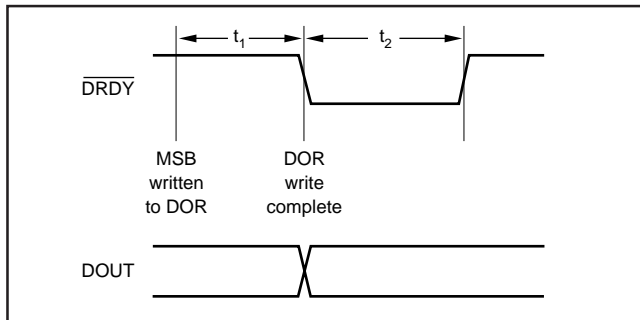 t1
t2
DRDY
MSB
written
to DOR
DOR
write
complete
DOUT